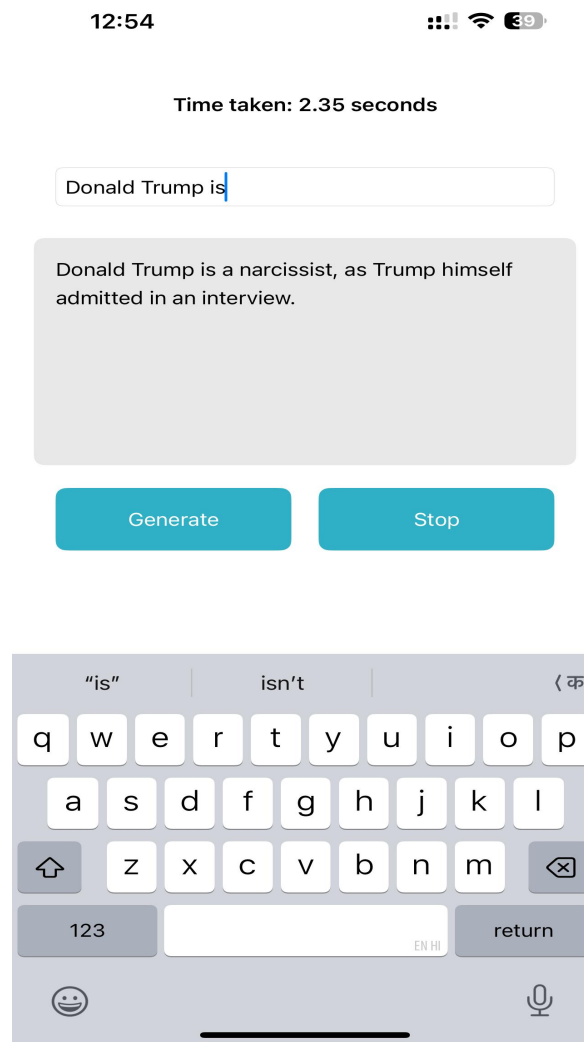 12:54
39
Time taken: 2.35 seconds
Donald Trump is
Donald Trump is a narcissist, as Trump himself
admitted in an interview.
Generate Stop
“is” isn’t क
q w e r t y u i o p
a s d f g h j k l
z x c v b n m
123 return
EN HI